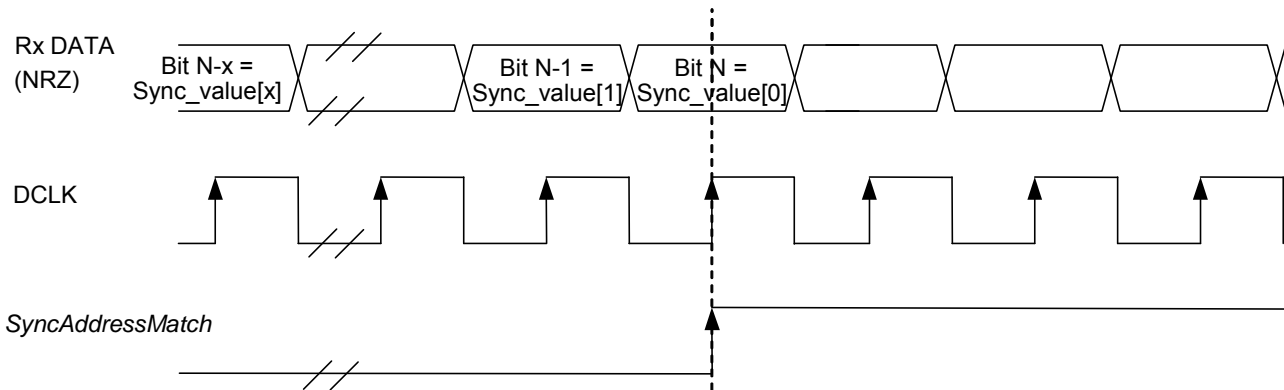 Rx DATA
(NRZ)
Bit N-x =
Sync_value[x]
Bit N-1 =
Sync_value[1]
Bit N =
Sync_value[0]
DCLK
SyncAddressMatch